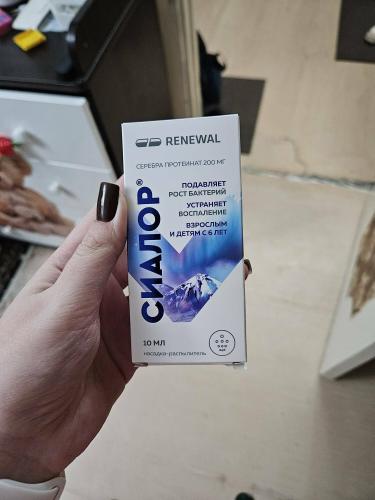 RENEWAL
СЕРЕБРА ПРОТЕИНАТ 200 МГ
СИАЛОР®
ПОДАВЛЯЕТ
РОСТ БАКТЕРИЙ
УСТРАНЯЕТ
ВОСПАЛЕНИЕ
ВЗРОСЛЫМ
И ДЕТЯМ С 6 ЛЕТ
10 МЛ
насадка-распылитель